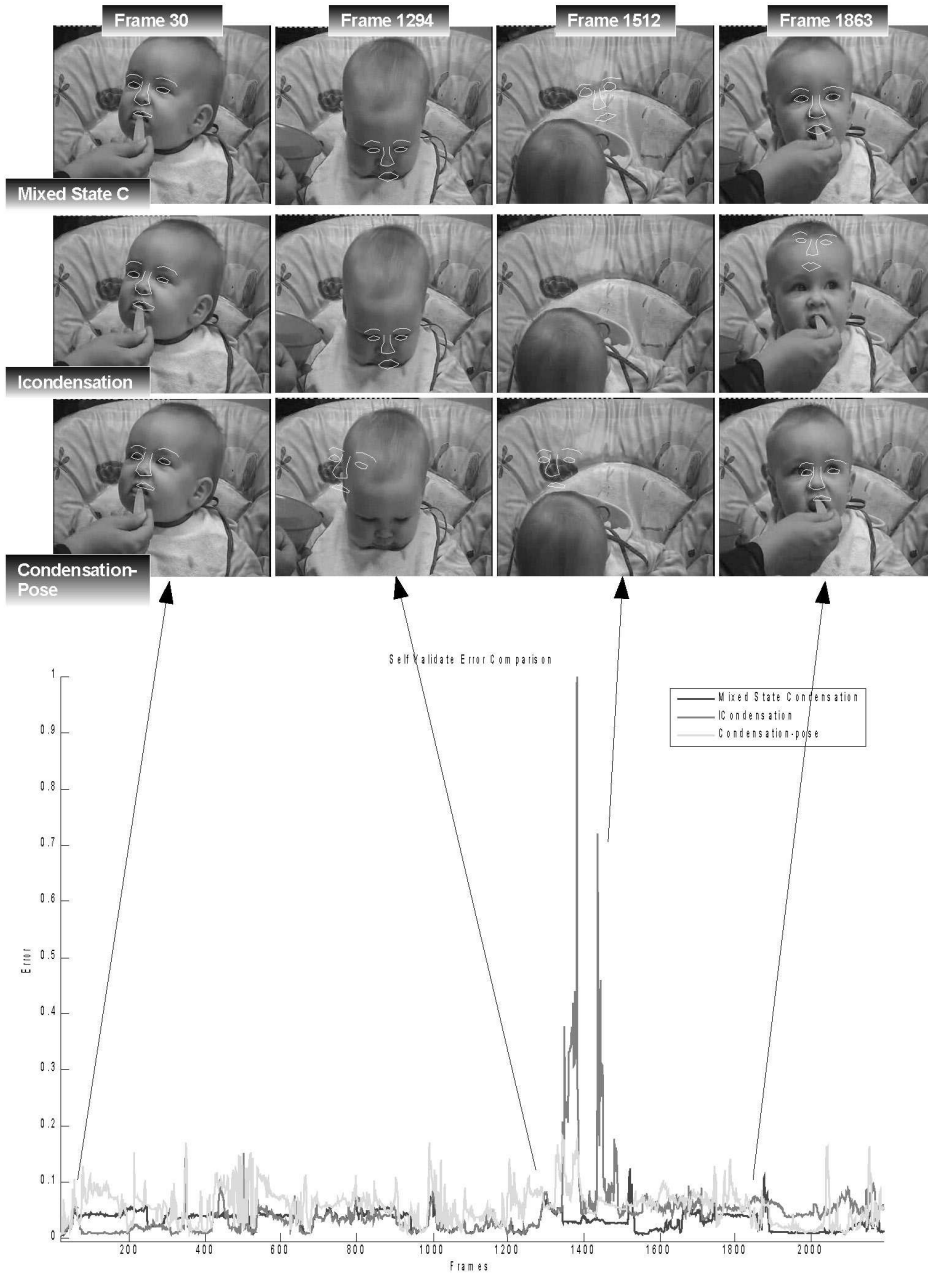 Frame 30
Frame 1294
Frame 1512
Frame 1863
Mixed State C
Icondensation
Condensation-
Pose
Self Validate Error Comparison
Mixed State Condensation
ICondensation
Condensation-pose
1
0.9
0.8
0.7
0.6
0.5
0.4
0.3
0.2
0.1
0
Error
200
400
600
800
1000
1200
1400
1600
1800
2000
Frames